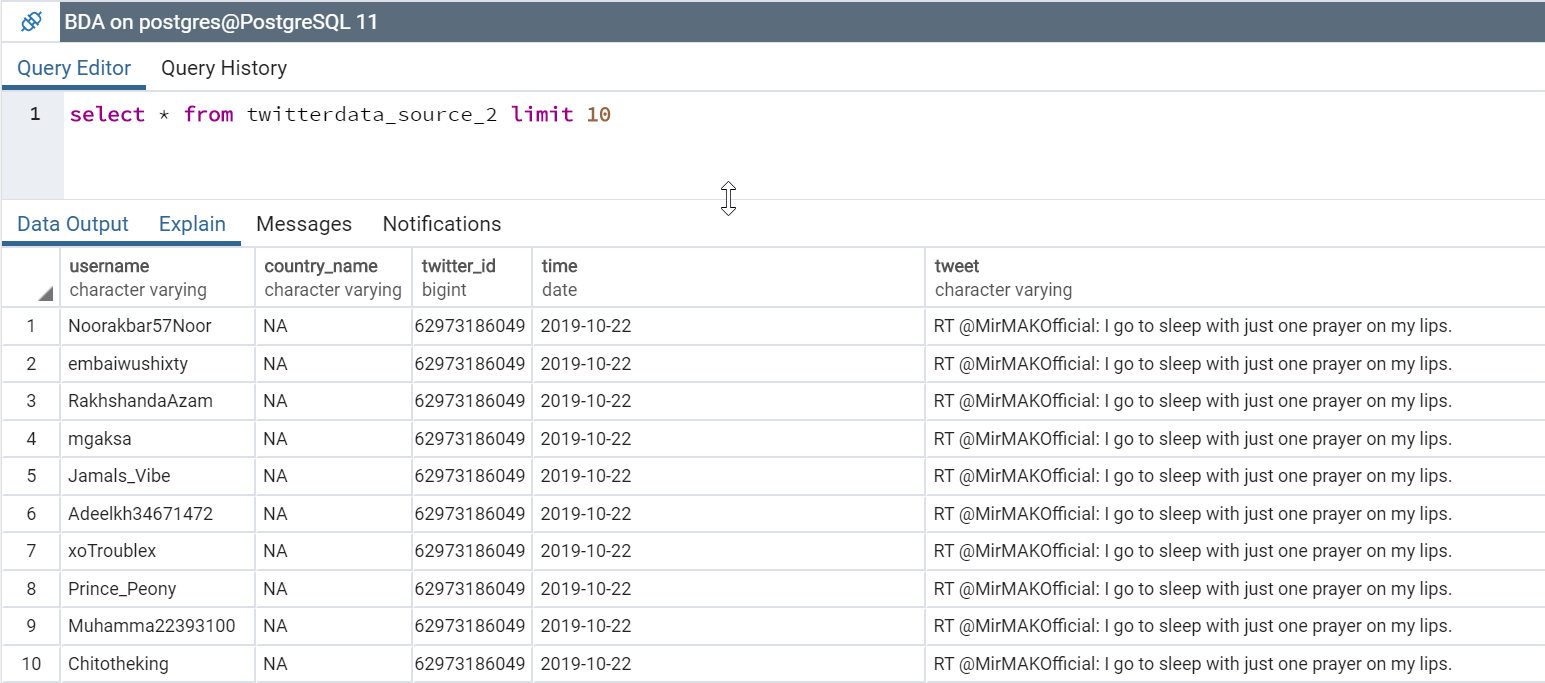 BDA on postgres@PostgreSQL 11
Query Editor Query History
1 select * from twitterdata_source_2 limit 10
Data Output Explain Messages Notifications
username country_name twitter_id time tweet
character varying character varying bigint date character varying
1 Noorakbar57Noor NA 62973186049 2019-10-22 RT @MirMAKOfficial: I go to sleep with just one prayer on my lips.
2 embaiwushixty NA 62973186049 2019-10-22 RT @MirMAKOfficial: I go to sleep with just one prayer on my lips.
3 RakhshandaAzam NA 62973186049 2019-10-22 RT @MirMAKOfficial: I go to sleep with just one prayer on my lips.
4 mgaksa NA 62973186049 2019-10-22 RT @MirMAKOfficial: I go to sleep with just one prayer on my lips.
5 Jamals_Vibe NA 62973186049 2019-10-22 RT @MirMAKOfficial: I go to sleep with just one prayer on my lips.
6 Adeelkh34671472 NA 62973186049 2019-10-22 RT @MirMAKOfficial: I go to sleep with just one prayer on my lips.
7 xoTroublex NA 62973186049 2019-10-22 RT @MirMAKOfficial: I go to sleep with just one prayer on my lips.
8 Prince_Peony NA 62973186049 2019-10-22 RT @MirMAKOfficial: I go to sleep with just one prayer on my lips.
9 Muhamma22393100 NA 62973186049 2019-10-22 RT @MirMAKOfficial: I go to sleep with just one prayer on my lips.
10 Chitotheking NA 62973186049 2019-10-22 RT @MirMAKOfficial: I go to sleep with just one prayer on my lips.